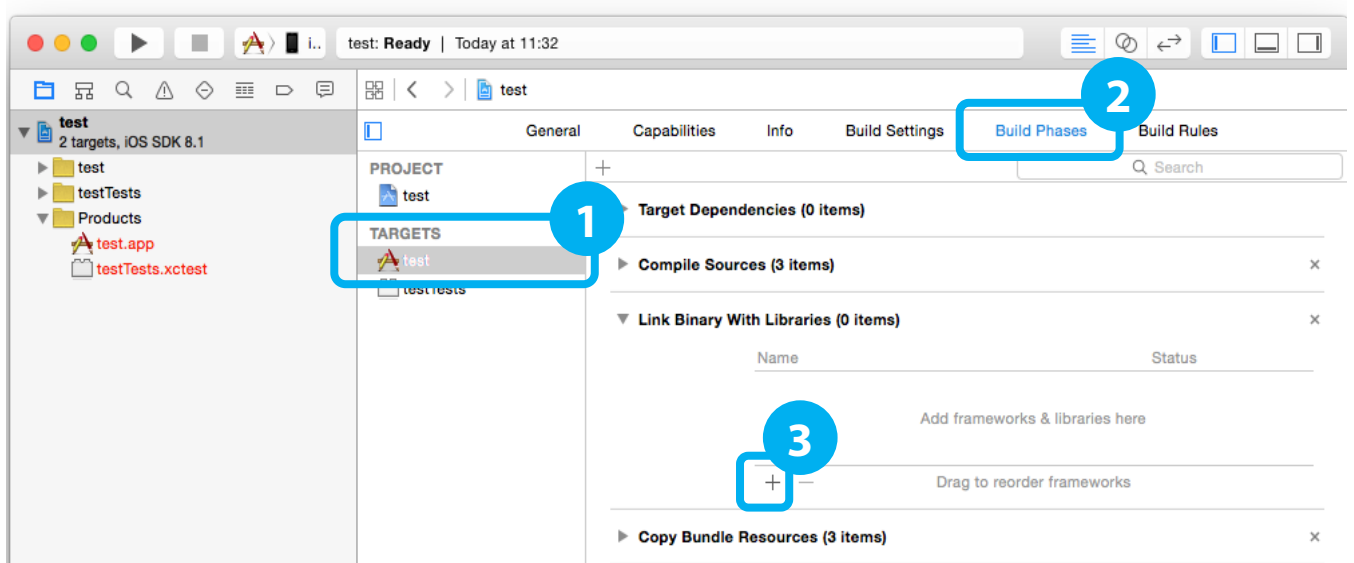 i..
test: Ready | Today at 11:32
test
2
test
2 targets, iOS SDK 8.1
General Capabilities Info Build Settings Build Phases Build Rules
test
PROJECT
Search
testTests
test
1
Target Dependencies (0 items)
Products
TARGETS
test.app
test
Compile Sources (3 items)
testTests.xctest
testTests
Link Binary With Libraries (0 items)
Name Status
Add frameworks & libraries here
3
Drag to reorder frameworks
Copy Bundle Resources (3 items)